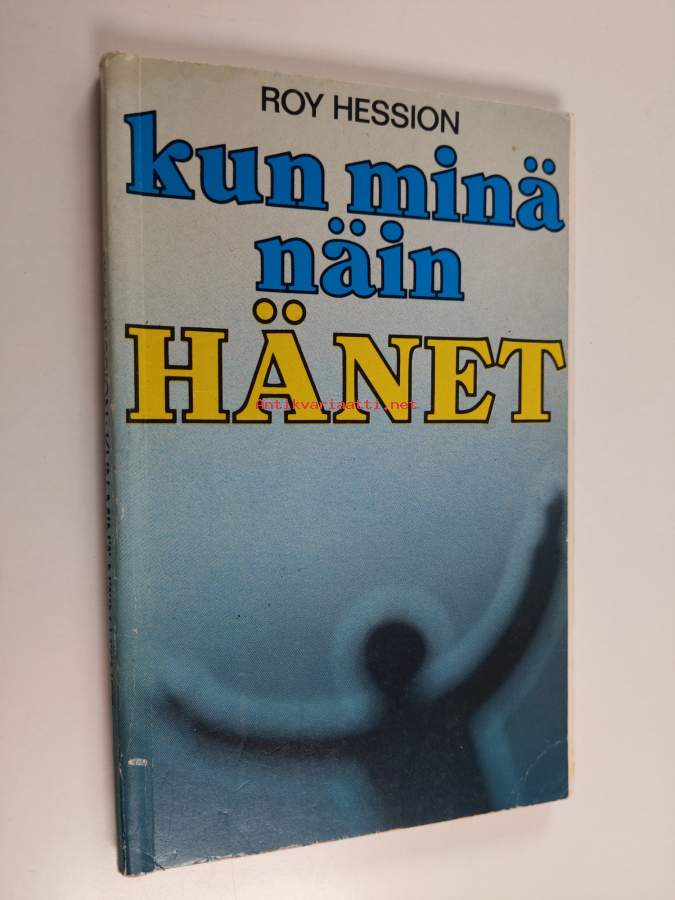 ROY HESSION
kun minä
näin
HÄNET
Antikvariaatti.net